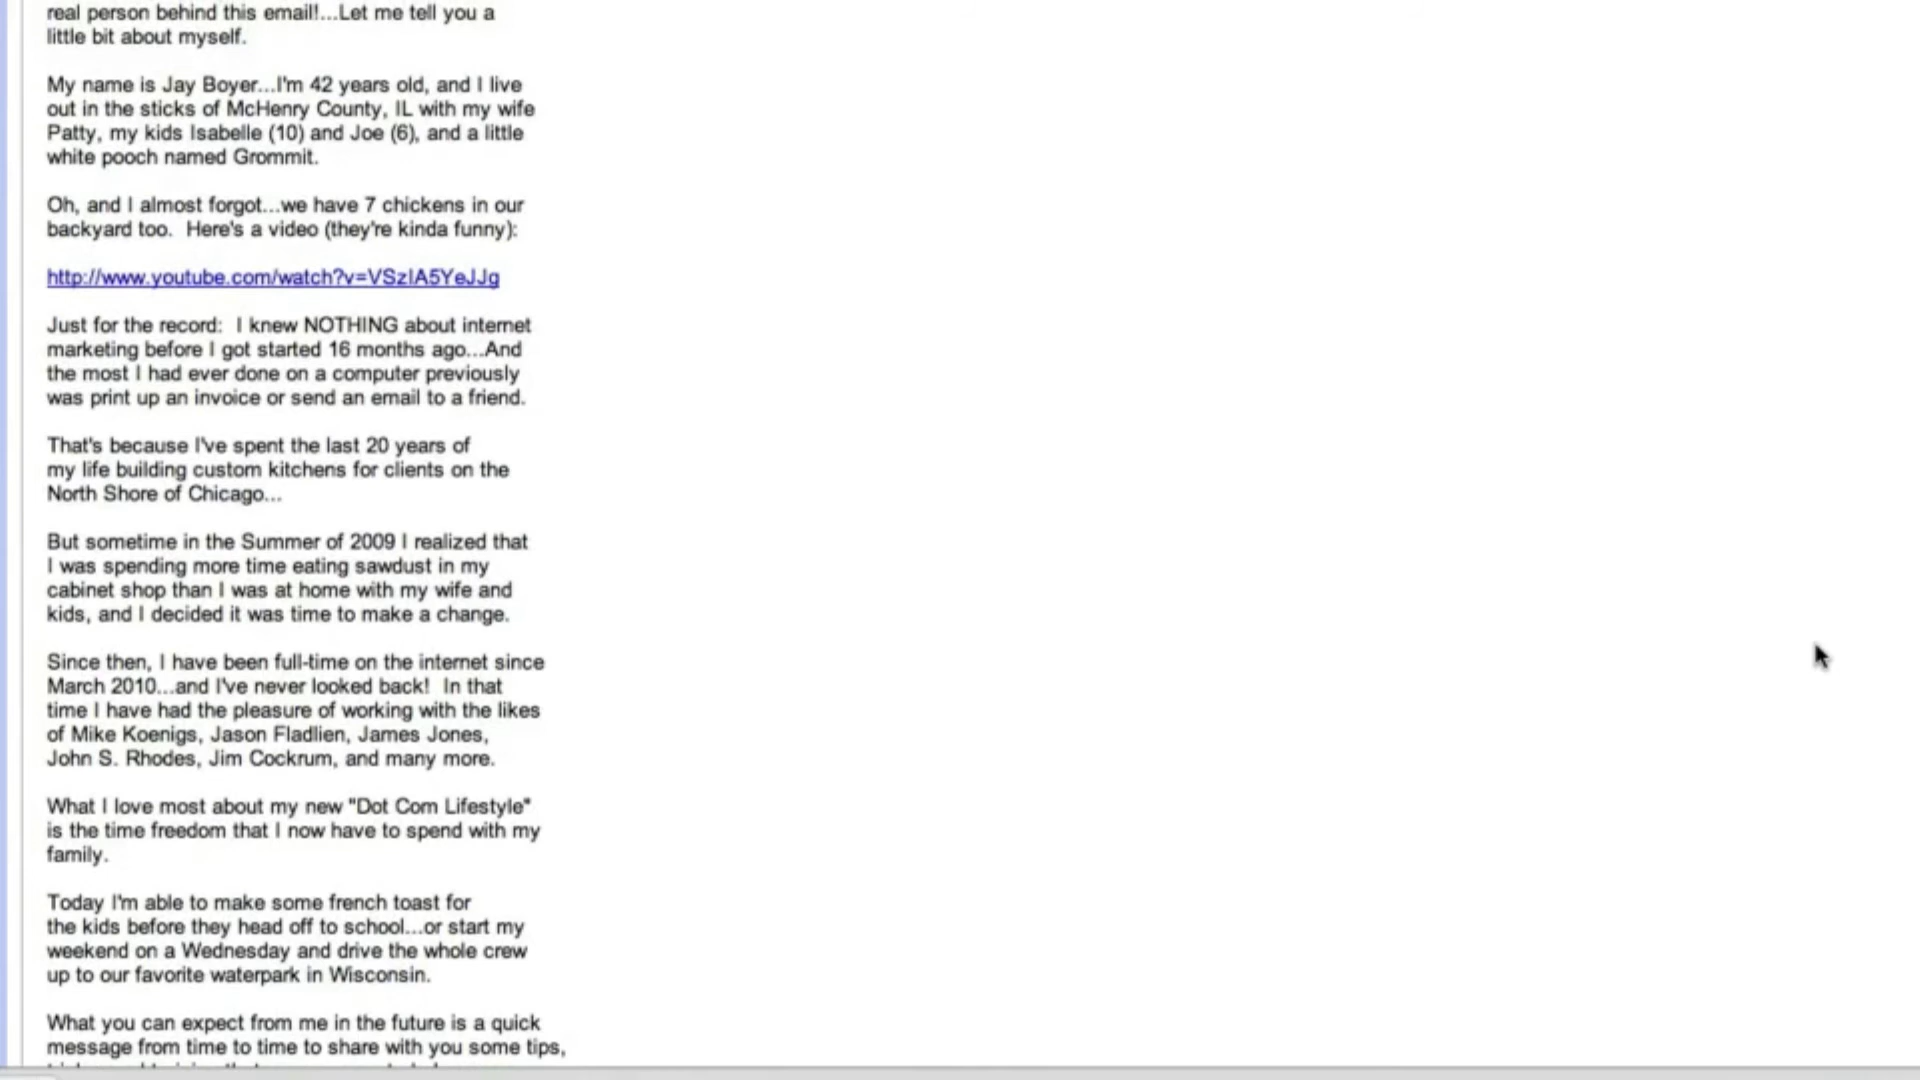 real person behind this email!...Let me tell you a
little bit about myself.
My name is Jay Boyer...I'm 42 years old, and I live
out in the sticks of McHenry County, IL with my wife
Patty, my kids Isabelle (10) and Joe (6), and a little
white pooch named Grommit.
Oh, and I almost forgot...we have 7 chickens in our
backyard too.  Here's a video (they're kinda funny):
http://www.youtube.com/watch?v=VSzIA5YeJJg
Just for the record:  I knew NOTHING about internet
marketing before I got started 16 months ago...And
the most I had ever done on a computer previously
was print up an invoice or send an email to a friend.
That's because I've spent the last 20 years of
my life building custom kitchens for clients on the
North Shore of Chicago...
But sometime in the Summer of 2009 I realized that
I was spending more time eating sawdust in my
cabinet shop than I was at home with my wife and
kids, and I decided it was time to make a change.
Since then, I have been full-time on the internet since
March 2010...and I've never looked back!  In that
time I have had the pleasure of working with the likes
of Mike Koenigs, Jason Fladlien, James Jones,
John S. Rhodes, Jim Cockrum, and many more.
What I love most about my new "Dot Com Lifestyle"
is the time freedom that I now have to spend with my
family.
Today I'm able to make some french toast for
the kids before they head off to school...or start my
weekend on a Wednesday and drive the whole crew
up to our favorite waterpark in Wisconsin.
What you can expect from me in the future is a quick
message from time to time to share with you some tips,